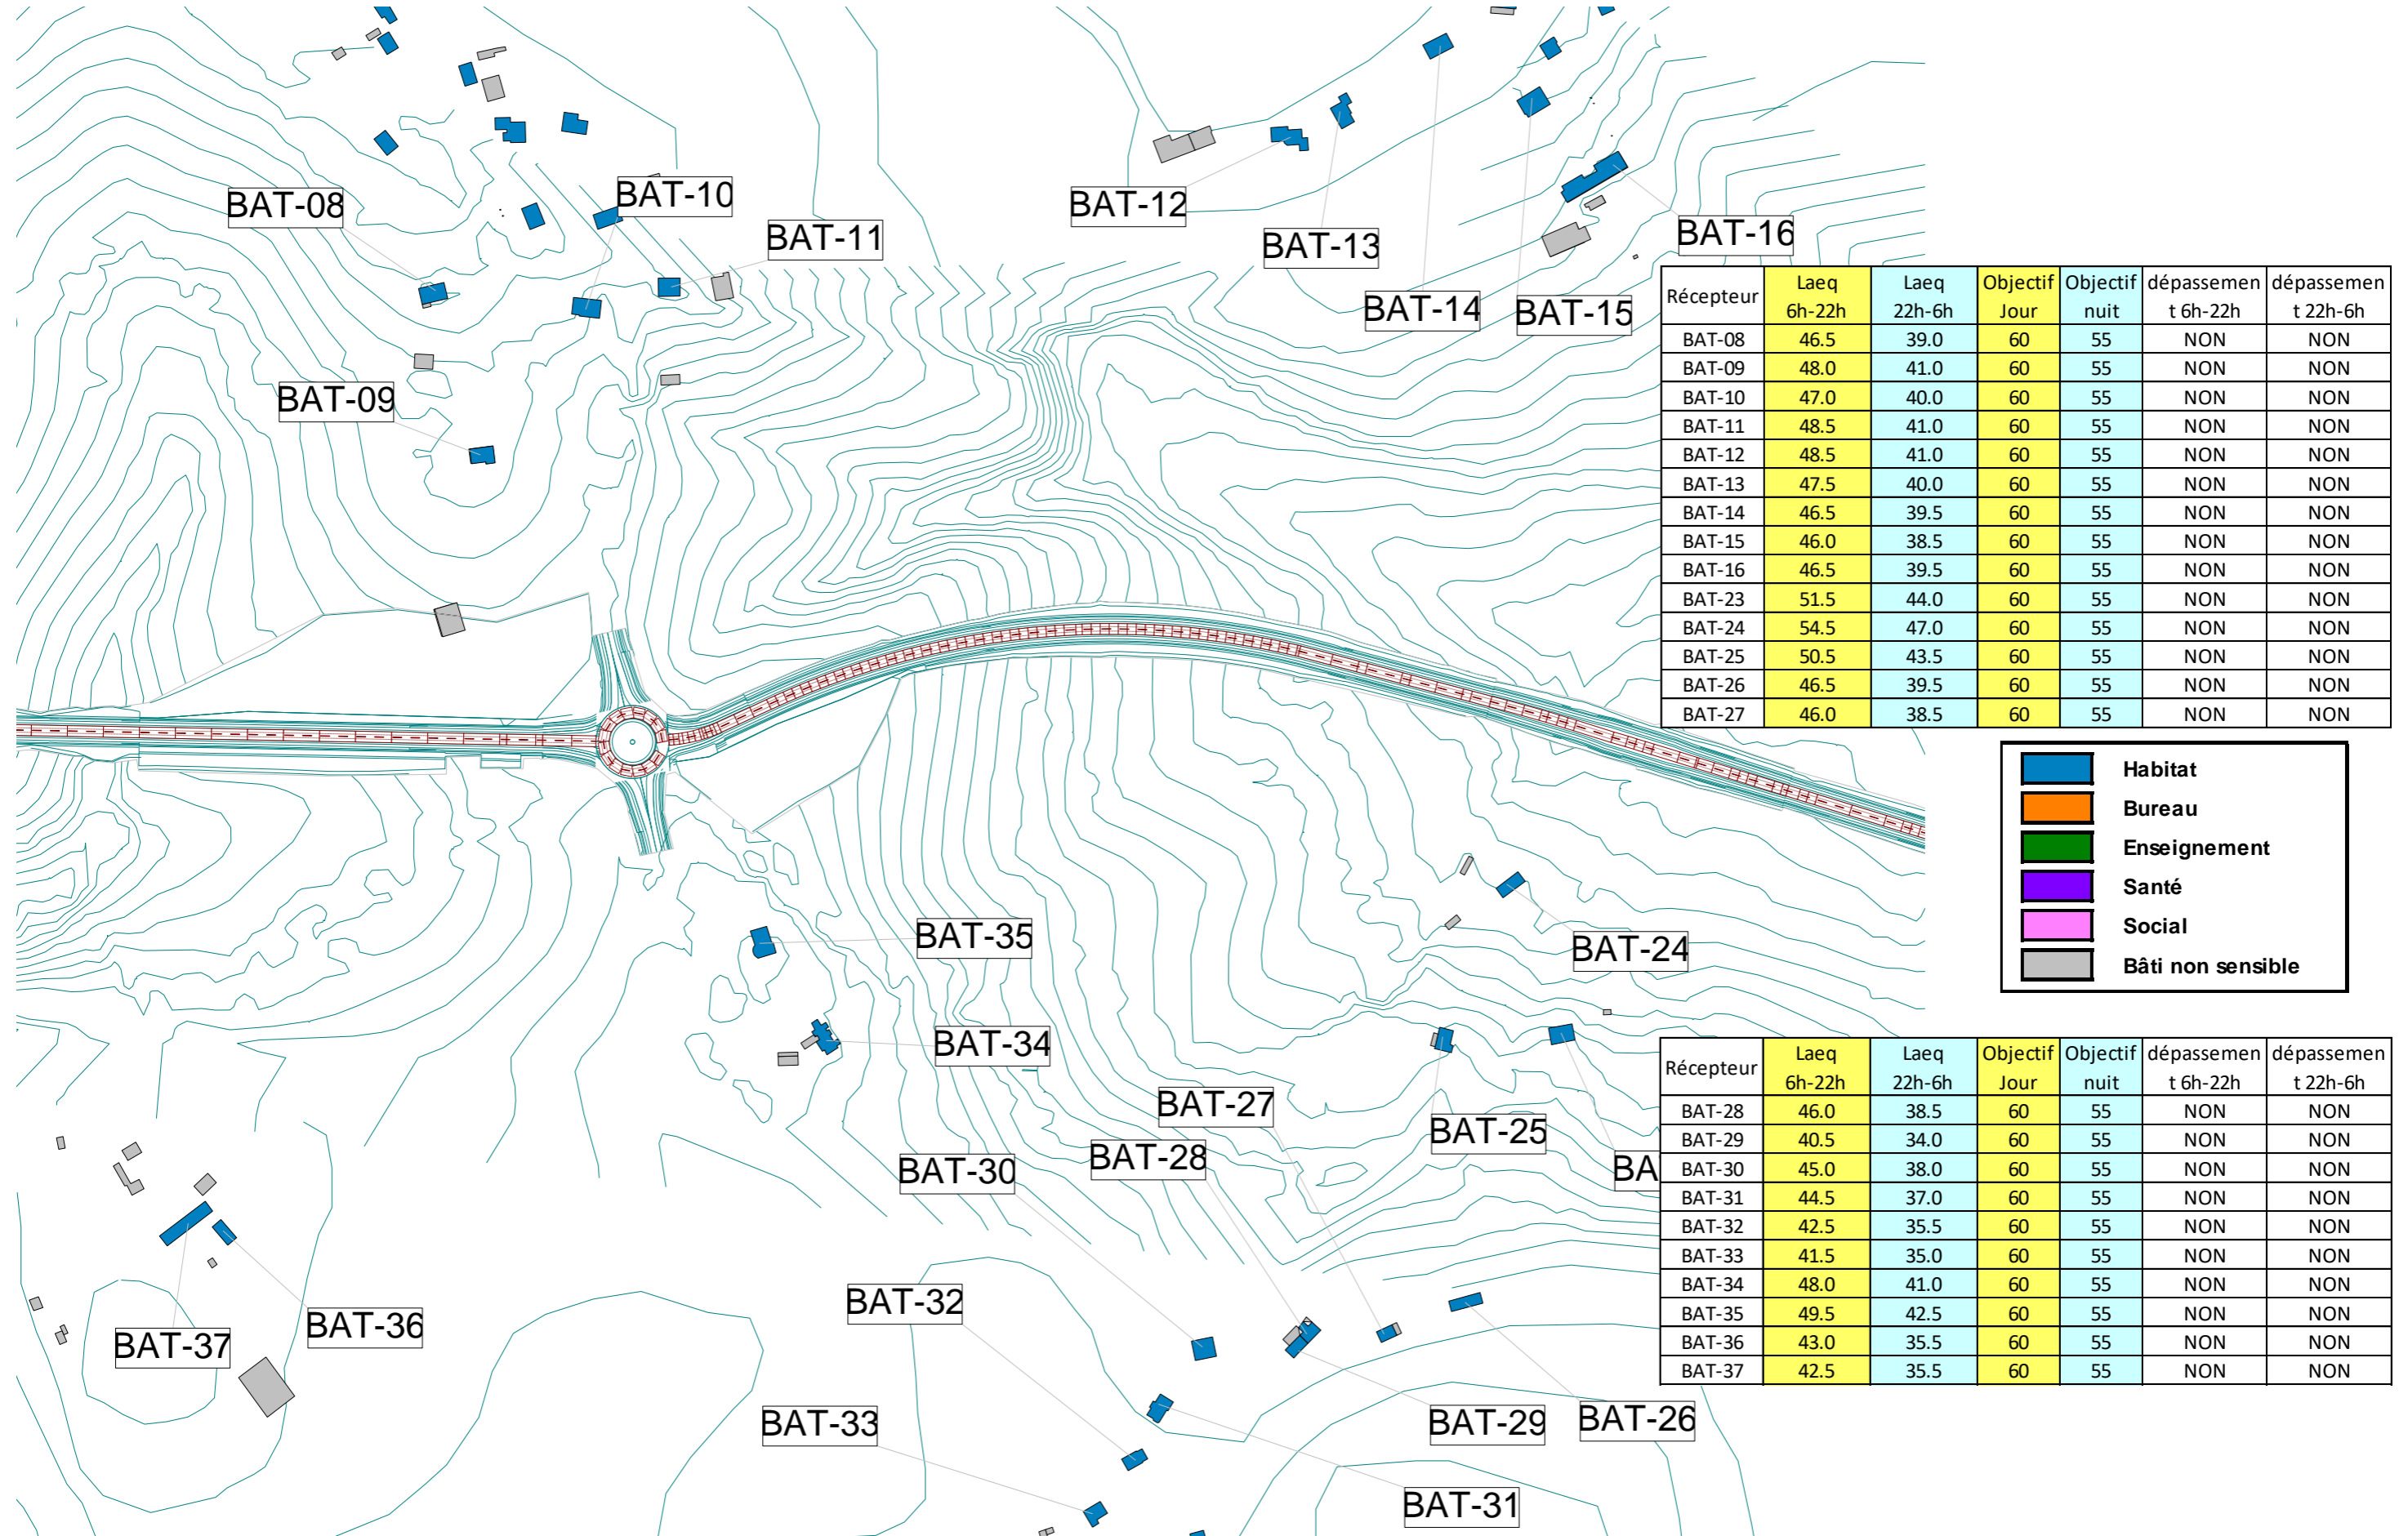 BAT-08
BAT-10
BAT-11
BAT-12
BAT-13
BAT-16
BAT-14
BAT-15
BAT-09
Récepteur Laeq 6h-22h Laeq 22h-6h Objectif Jour Objectif nuit dépassemen t 6h-22h dépassemen t 22h-6h
BAT-08 46.5 39.0 60 55 NON NON
BAT-09 48.0 41.0 60 55 NON NON
BAT-10 47.0 40.0 60 55 NON NON
BAT-11 48.5 41.0 60 55 NON NON
BAT-12 48.5 41.0 60 55 NON NON
BAT-13 47.5 40.0 60 55 NON NON
BAT-14 46.5 39.5 60 55 NON NON
BAT-15 46.0 38.5 60 55 NON NON
BAT-16 46.5 39.5 60 55 NON NON
BAT-23 51.5 44.0 60 55 NON NON
BAT-24 54.5 47.0 60 55 NON NON
BAT-25 50.5 43.5 60 55 NON NON
BAT-26 46.5 39.5 60 55 NON NON
BAT-27 46.0 38.5 60 55 NON NON
Habitat
Bureau
Enseignement
Santé
Social
Bâti non sensible
BAT-35
BAT-24
BAT-34
BAT-27
BAT-25
BAT-28
BAT-30
BA
BAT-32
BAT-36
BAT-37
BAT-33
BAT-29
BAT-26
BAT-31
Récepteur Laeq 6h-22h Laeq 22h-6h Objectif Jour Objectif nuit dépassemen t 6h-22h dépassemen t 22h-6h
BAT-28 46.0 38.5 60 55 NON NON
BAT-29 40.5 34.0 60 55 NON NON
BAT-30 45.0 38.0 60 55 NON NON
BAT-31 44.5 37.0 60 55 NON NON
BAT-32 42.5 35.5 60 55 NON NON
BAT-33 41.5 35.0 60 55 NON NON
BAT-34 48.0 41.0 60 55 NON NON
BAT-35 49.5 42.5 60 55 NON NON
BAT-36 43.0 35.5 60 55 NON NON
BAT-37 42.5 35.5 60 55 NON NON